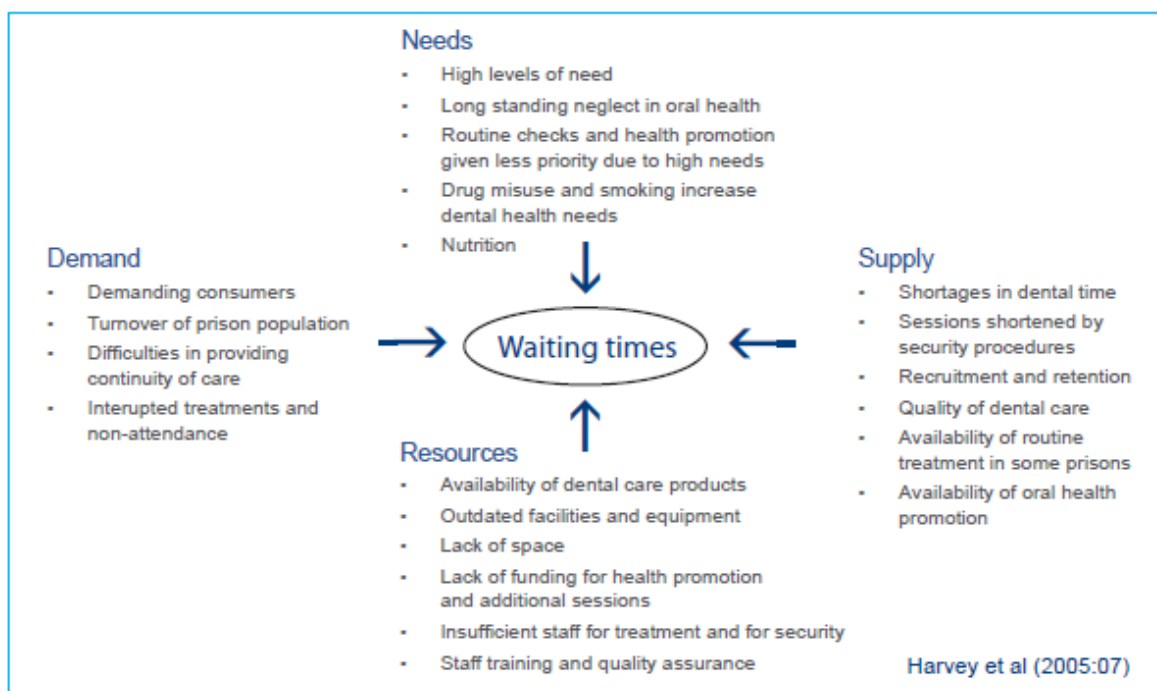 Needs
- High levels of need
- Long standing neglect in oral health
- Routine checks and health promotion
given less priority due to high needs
- Drug misuse and smoking increase
dental health needs
- Nutrition
Demand
- Demanding consumers
- Turnover of prison population
- Difficulties in providing
continuity of care
- Interupted treatments and
non-attendance
Waiting times
Supply
- Shortages in dental time
- Sessions shortened by
security procedures
- Recruitment and retention
- Quality of dental care
- Availability of routine
treatment in some prisons
- Availability of oral health
promotion
Resources
- Availability of dental care products
- Outdated facilities and equipment
- Lack of space
- Lack of funding for health promotion
and additional sessions
- Insufficient staff for treatment and for security
- Staff training and quality assurance
Harvey et al (2005:07)